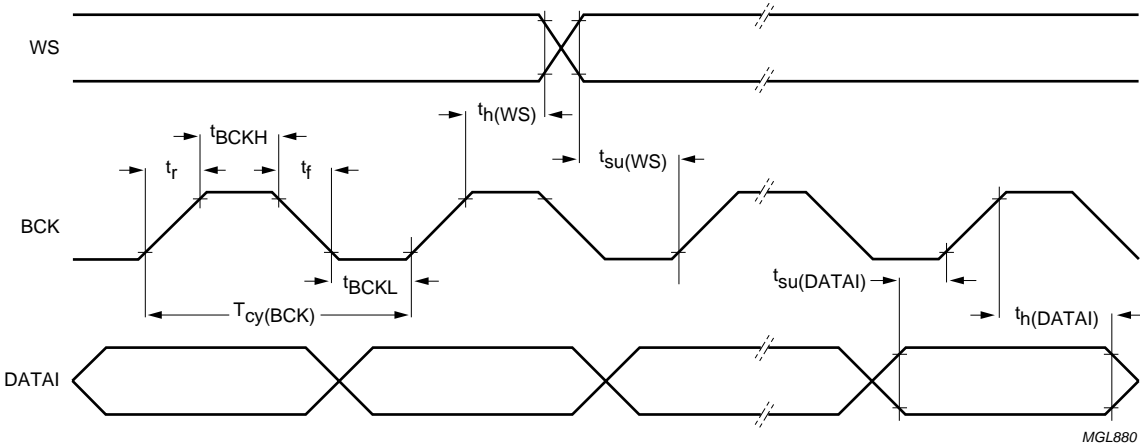 WS
th(WS)
tBCKH
tr
tf
tsu(WS)
BCK
tBCKL
tsu(DATAI)
Tcy(BCK)
th(DATAI)
DATAI
MGL880